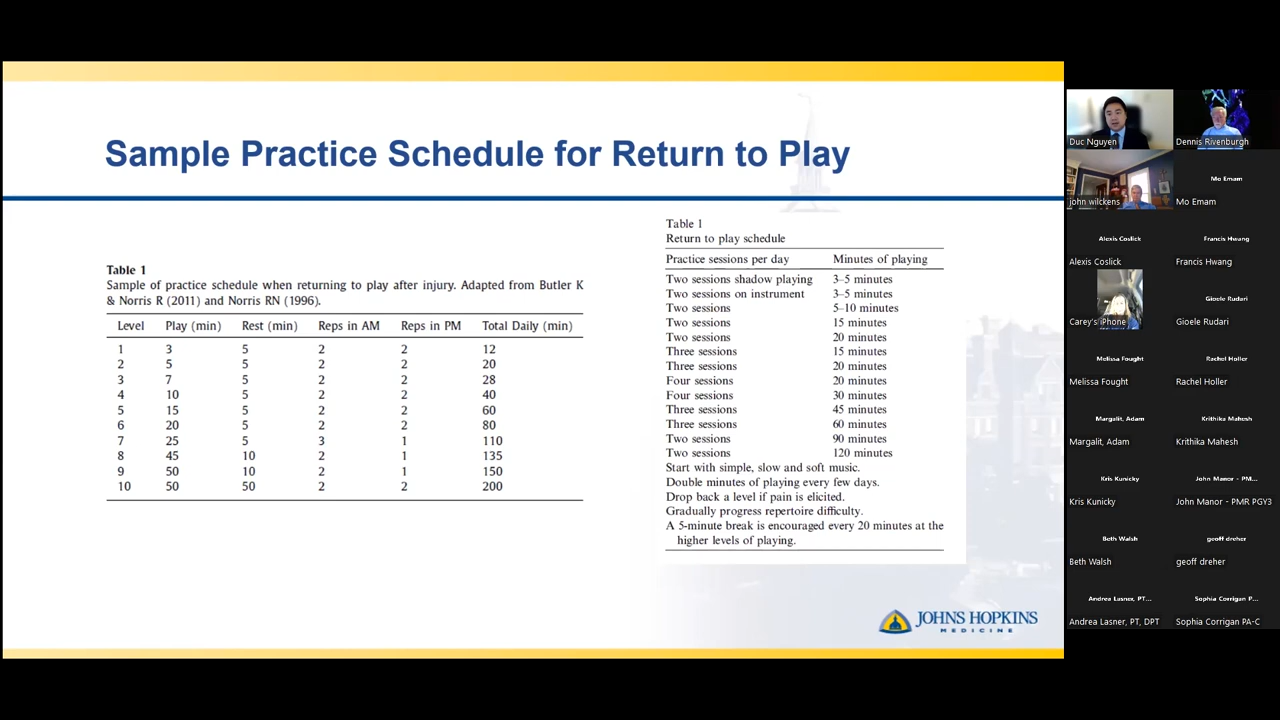 Sample Practice Schedule for Return to Play
Table 1
Sample of practice schedule when returning to play after injury. Adapted from Butler K
& Norris R (2011) and Norris RN (1996).
Level Play (min) Rest (min) Reps in AM Reps in PM Total Daily (min)
1 3 5 2 2 12
2 5 5 2 2 20
3 7 5 2 2 28
4 10 5 2 2 40
5 15 5 2 2 60
6 20 5 2 2 80
7 25 5 3 1 110
8 45 10 2 1 135
9 50 10 2 1 150
10 50 50 2 2 200
Table 1
Return to play schedule
Practice sessions per day Minutes of playing
Two sessions shadow playing 3–5 minutes
Two sessions on instrument 3–5 minutes
Two sessions 5–10 minutes
Two sessions 15 minutes
Two sessions 20 minutes
Three sessions 15 minutes
Three sessions 20 minutes
Four sessions 20 minutes
Four sessions 30 minutes
Three sessions 45 minutes
Three sessions 60 minutes
Two sessions 90 minutes
Two sessions 120 minutes
Start with simple, slow and soft music.
Double minutes of playing every few days.
Drop back a level if pain is elicited.
Gradually progress repertoire difficulty.
A 5-minute break is encouraged every 20 minutes at the
higher levels of playing.
JOHNS HOPKINS
MEDICINE
Duc Nguyen Dennis Rivenburgh
Mo Emam
john wilckens Mo Emam
Alexis Coslick Francis Hwang
Alexis Coslick Francis Hwang
Gioele Rudari
Carey's iPhone Gioele Rudari
Melissa Fought Rachel Holler
Melissa Fought Rachel Holler
Margalit, Adam Krithika Mahesh
Margalit, Adam Krithika Mahesh
Kris Kunicky John Manor - PM...
Kris Kunicky John Manor - PMR PGY3
Beth Walsh geoff dreher
Beth Walsh geoff dreher
Andrea Lasner, PT... Sophia Corrigan P...
Andrea Lasner, PT, DPT Sophia Corrigan PA-C